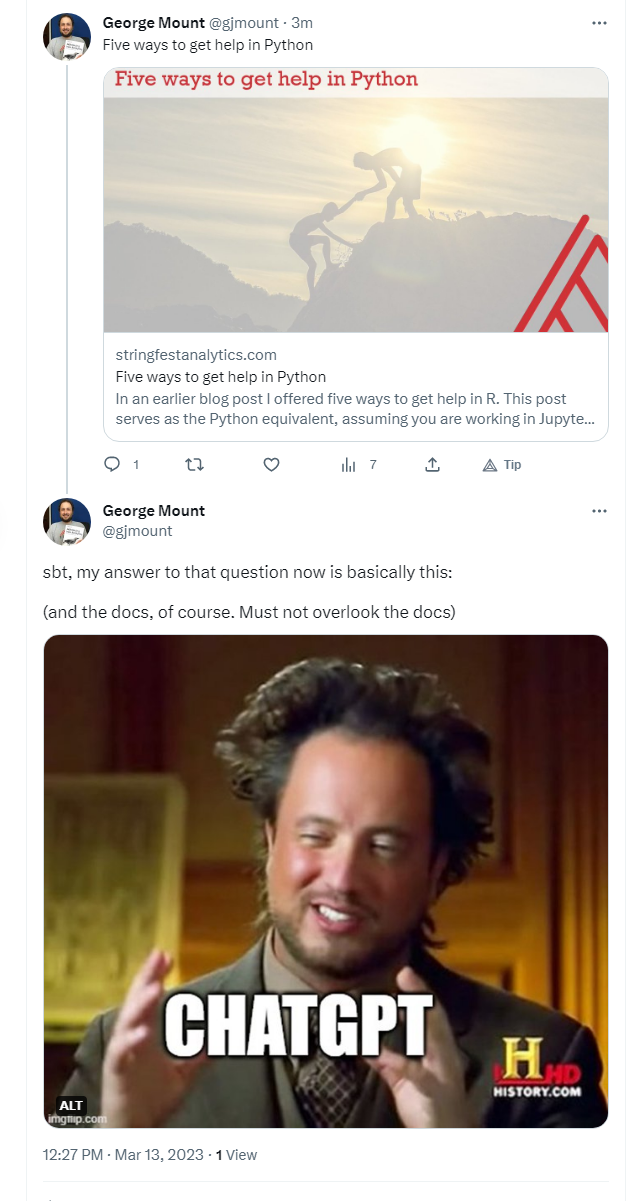 George Mount @gjmount · 3m
Five ways to get help in Python
Five ways to get help in Python
stringfestanalytics.com
Five ways to get help in Python
In an earlier blog post I offered five ways to get help in R. This post
serves as the Python equivalent, assuming you are working in Jupyte...
1
7
Tip
George Mount
@gjmount
sbt, my answer to that question now is basically this:
(and the docs, of course. Must not overlook the docs)
CHATGPT
H HD
HISTORY.COM
ALT
imgflip.com
12:27 PM · Mar 13, 2023 · 1 View